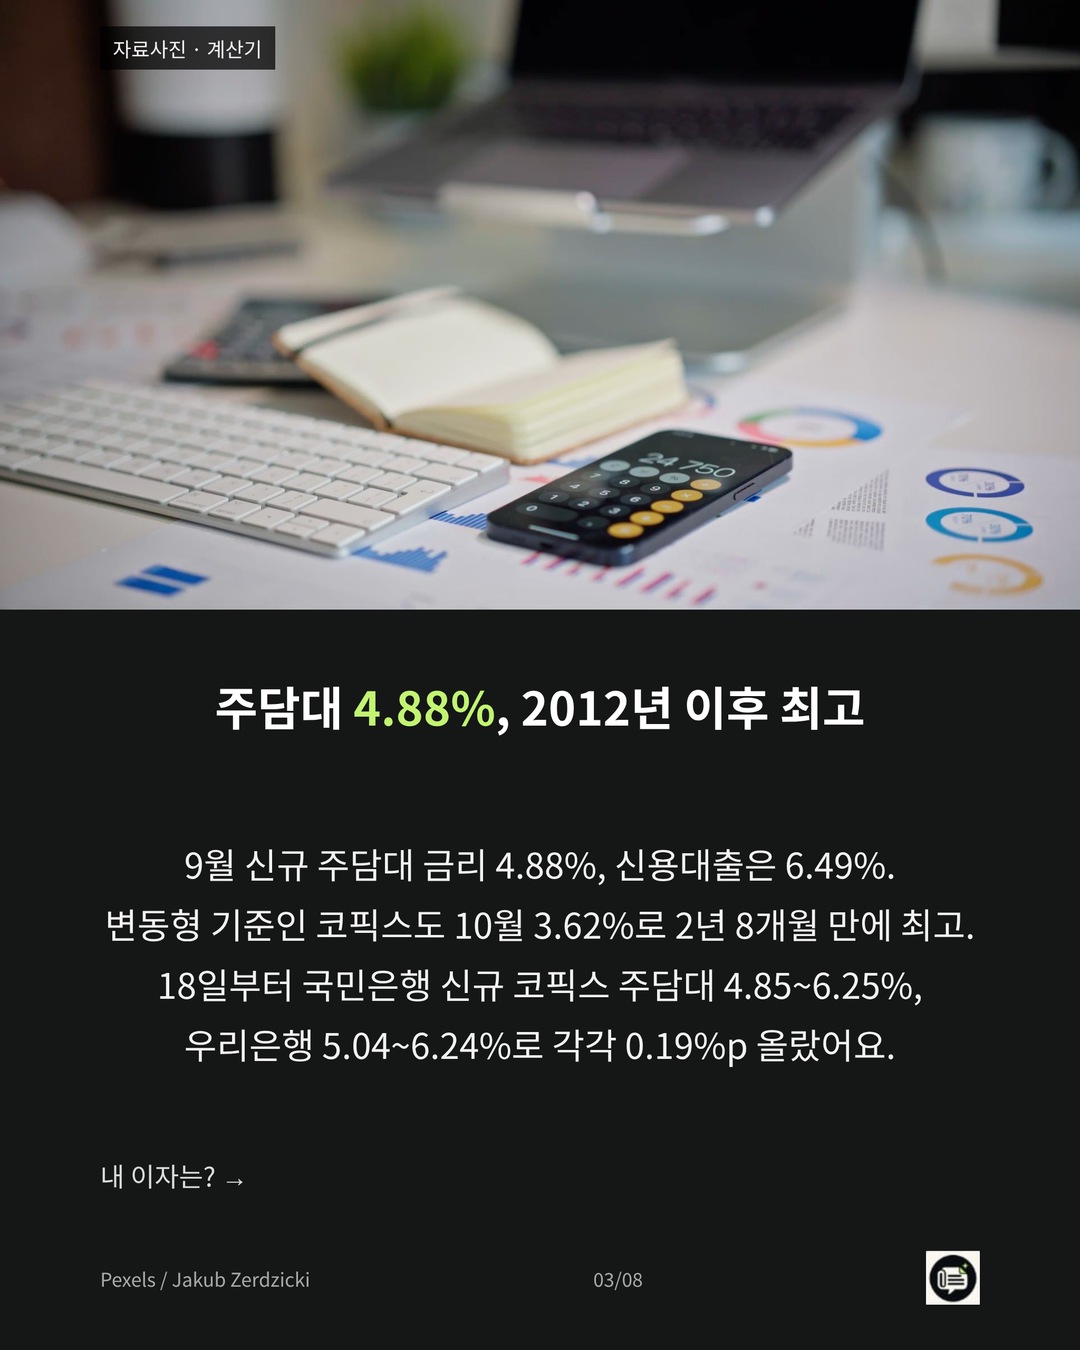 자료사진 · 계산기
24,750
주담대 4.88%, 2012년 이후 최고
9월 신규 주담대 금리 4.88%, 신용대출은 6.49%.
변동형 기준인 코픽스도 10월 3.62%로 2년 8개월 만에 최고.
18일부터 국민은행 신규 코픽스 주담대 4.85~6.25%,
우리은행 5.04~6.24%로 각각 0.19%p 올랐어요.
내 이자는? →
Pexels / Jakub Zerdzicki
03/08